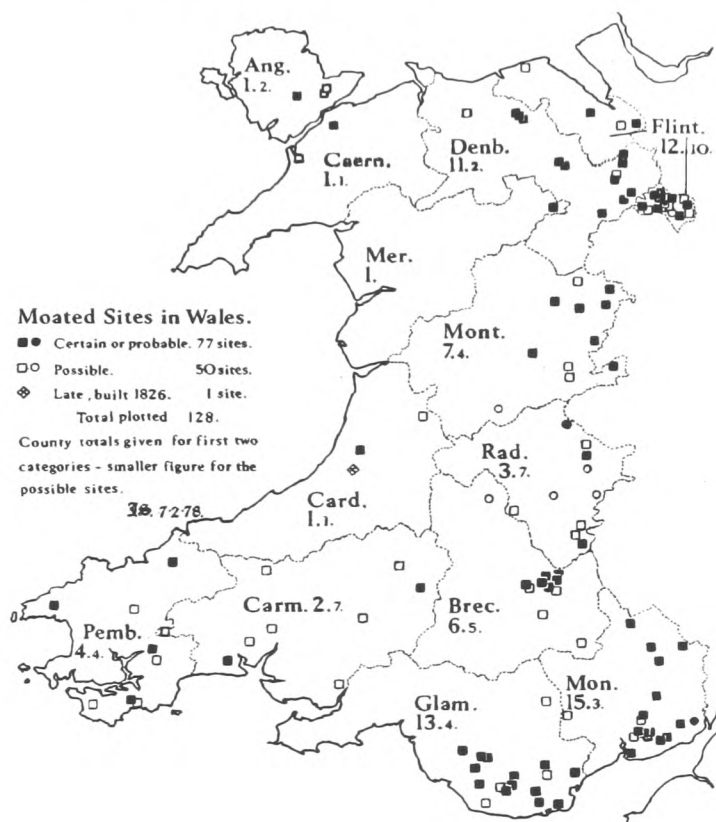 Ang.
1.2.
Caern.
1.1.
Denb.
11.2.
Flint.
12.10.
Mer.
1.
Moated Sites in Wales.
Certain or probable. 77 sites.
Possible. 50 sites.
Late, built 1826. 1 site.
Total plotted 128.
County totals given for first two
categories - smaller figure for the
possible sites.
7·2·78.
Mont.
7.4.
Rad.
3.7.
Card.
1.1.
Pemb.
4.4.
Carm. 2.7.
Brec.
6.5.
Glam.
13.4.
Mon.
15.3.